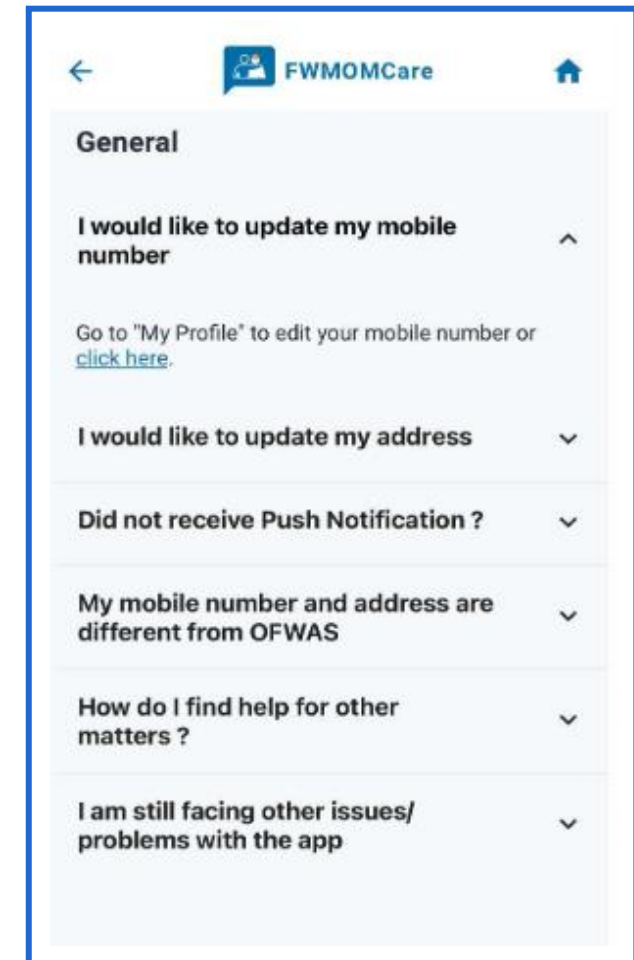 FWMOMCare
General
I would like to update my mobile
number
Go to "My Profile" to edit your mobile number or
click here.
I would like to update my address
Did not receive Push Notification ?
My mobile number and address are
different from OFWAS
How do I find help for other
matters ?
I am still facing other issues/
problems with the app